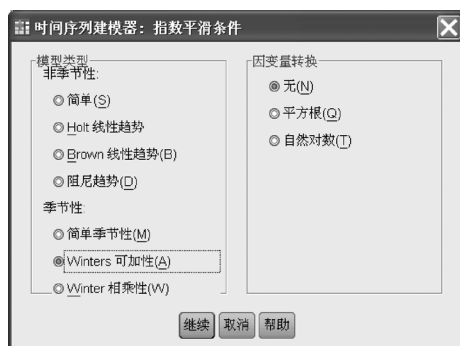 时间序列建模器：指数平滑条件
模型类型
非季节性:
简单(S)
Holt 线性趋势
Brown 线性趋势(B)
阻尼趋势(D)
季节性:
简单季节性(M)
Winters 可加性(A)
Winter 相乘性(W)
因变量转换
无(N)
平方根(Q)
自然对数(T)
继续 取消 帮助